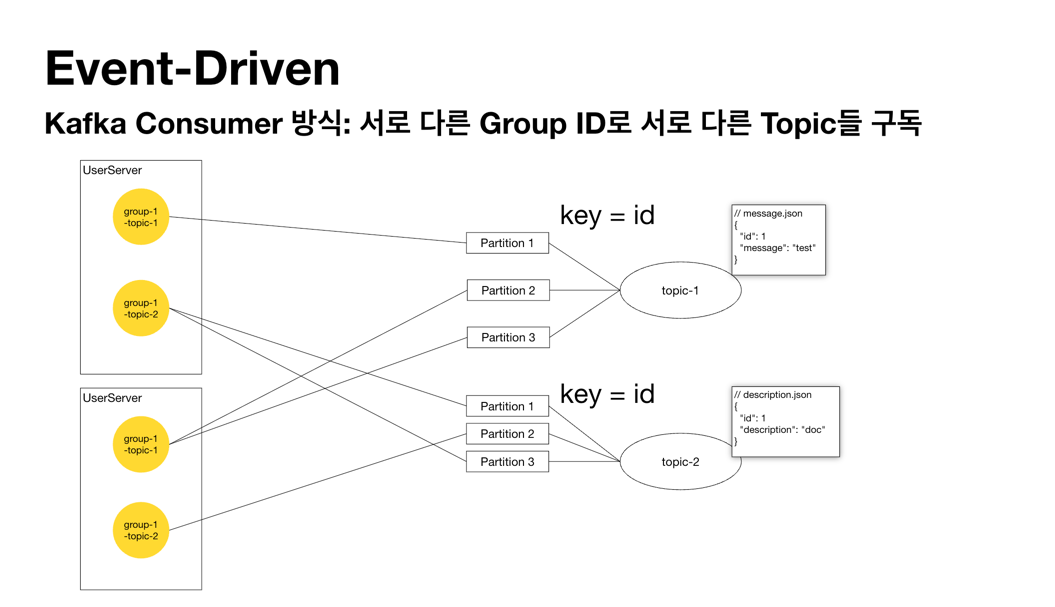 Event-Driven
Kafka Consumer 방식: 서로 다른 Group ID로 서로 다른 Topic들 구독
UserServer
group-1
-topic-1
group-1
-topic-2
UserServer
group-1
-topic-1
group-1
-topic-2
Partition 1
Partition 2
Partition 3
key = id
topic-1
// message.json
{
"id": 1
"message": "test"
}
Partition 1
Partition 2
Partition 3
key = id
topic-2
// description.json
{
"id": 1
"description": "doc"
}